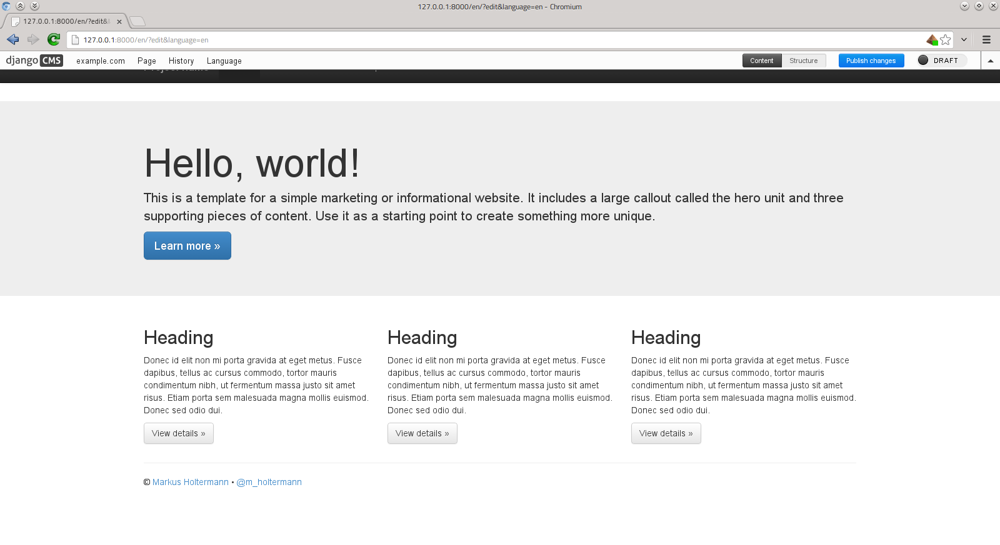 127.0.0.1:8000/en/?edit&language=en - Chromium
127.0.0.1:8000/en/?edit&l
127.0.0.1:8000/en/?edit&language=en
django CMS example.com Page History Language Content Structure Publish changes DRAFT
Project name
Hello, world!
This is a template for a simple marketing or informational website. It includes a large callout called the hero unit and three
supporting pieces of content. Use it as a starting point to create something more unique.
Learn more »
Heading
Donec id elit non mi porta gravida at eget metus. Fusce
dapibus, tellus ac cursus commodo, tortor mauris
condimentum nibh, ut fermentum massa justo sit amet
risus. Etiam porta sem malesuada magna mollis euismod.
Donec sed odio dui.
View details »
Heading
Donec id elit non mi porta gravida at eget metus. Fusce
dapibus, tellus ac cursus commodo, tortor mauris
condimentum nibh, ut fermentum massa justo sit amet
risus. Etiam porta sem malesuada magna mollis euismod.
Donec sed odio dui.
View details »
Heading
Donec id elit non mi porta gravida at eget metus. Fusce
dapibus, tellus ac cursus commodo, tortor mauris
condimentum nibh, ut fermentum massa justo sit amet
risus. Etiam porta sem malesuada magna mollis euismod.
Donec sed odio dui.
View details »
© Markus Holtermann • @m_holtermann